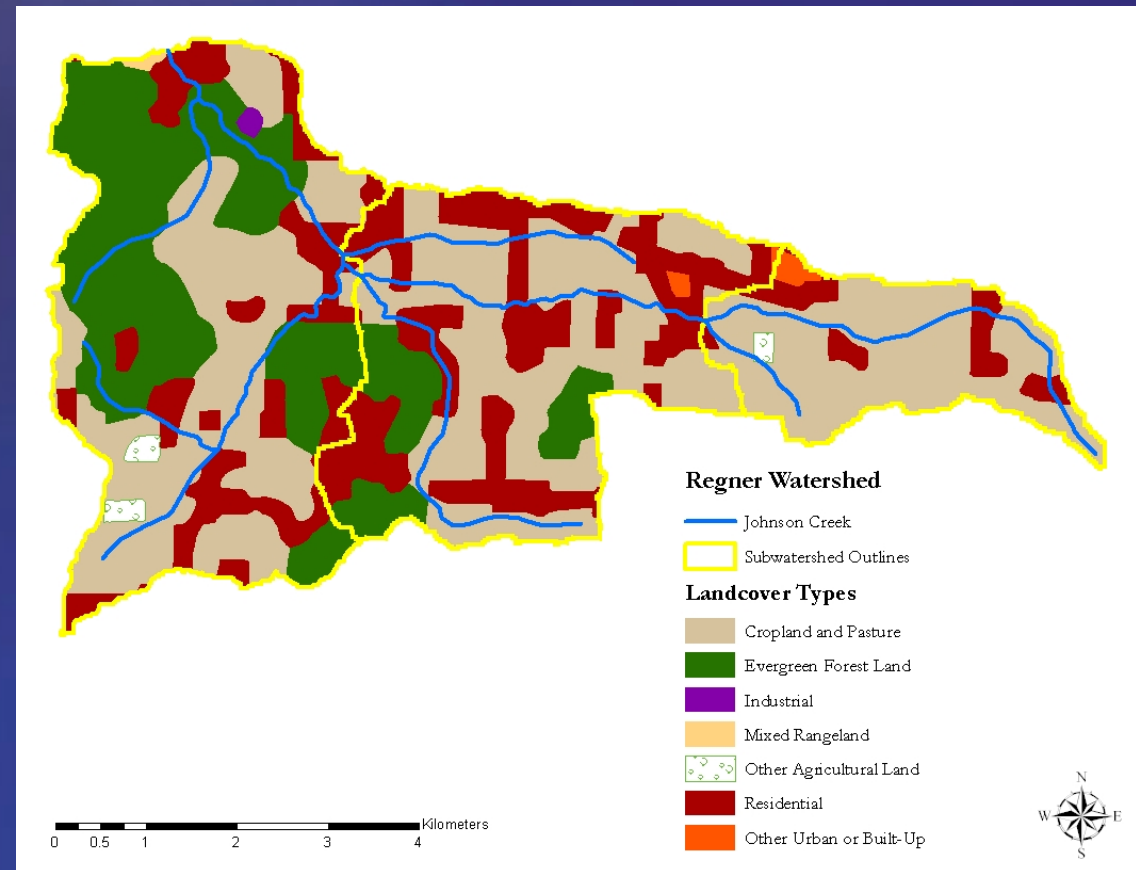 Regner Watershed
Johnson Creek
Subwatershed Outlines
Landcover Types
Cropland and Pasture
Evergreen Forest Land
Industrial
Mixed Rangeland
Other Agricultural Land
Residential
Other Urban or Built-Up
Kilometers
0 0.5 1 2 3 4
N
W E
S